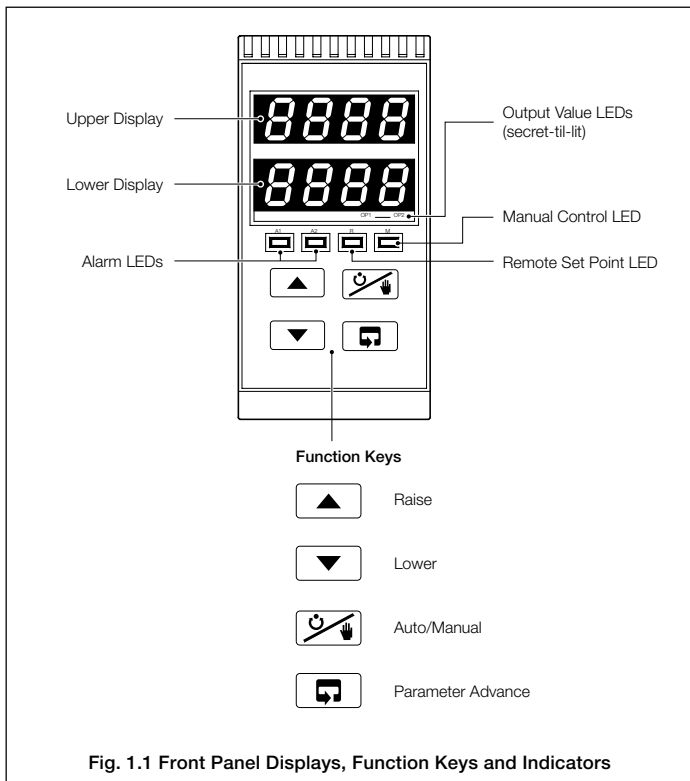 8888
Upper Display
Output Value LEDs
(secret-til-lit)
8888
Lower Display
OP1 OP2
Manual Control LED
A1 A2 R M
Alarm LEDs
Remote Set Point LED
Function Keys
Raise
Lower
Auto/Manual
Parameter Advance
Fig. 1.1 Front Panel Displays, Function Keys and Indicators